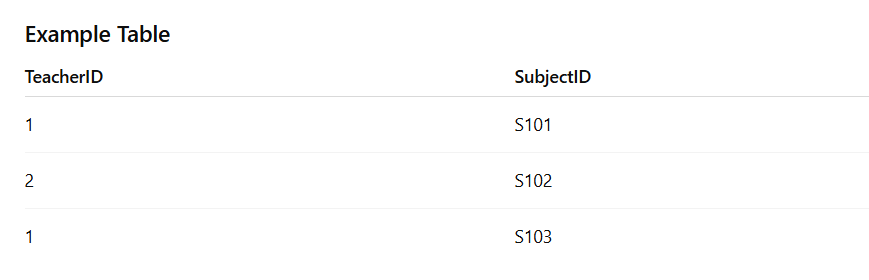 Example Table
TeacherID SubjectID
1 S101
2 S102
1 S103